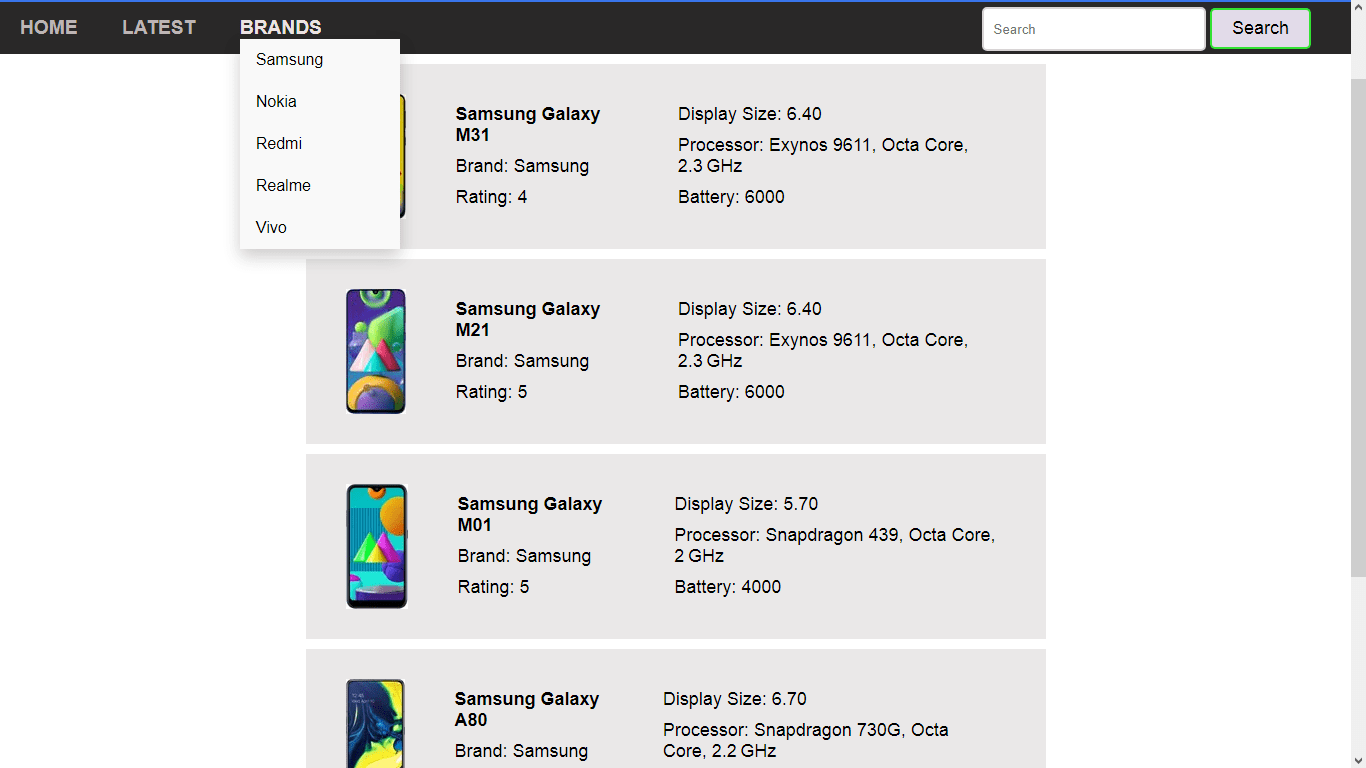 HOME LATEST BRANDS Search Search
Samsung
Nokia
Redmi
Realme
Vivo
Samsung Galaxy
M31
Brand: Samsung
Rating: 4
Display Size: 6.40
Processor: Exynos 9611, Octa Core,
2.3 GHz
Battery: 6000
Samsung Galaxy
M21
Brand: Samsung
Rating: 5
Display Size: 6.40
Processor: Exynos 9611, Octa Core,
2.3 GHz
Battery: 6000
Samsung Galaxy
M01
Brand: Samsung
Rating: 5
Display Size: 5.70
Processor: Snapdragon 439, Octa Core,
2 GHz
Battery: 4000
Samsung Galaxy
A80
Brand: Samsung
Display Size: 6.70
Processor: Snapdragon 730G, Octa
Core, 2.2 GHz